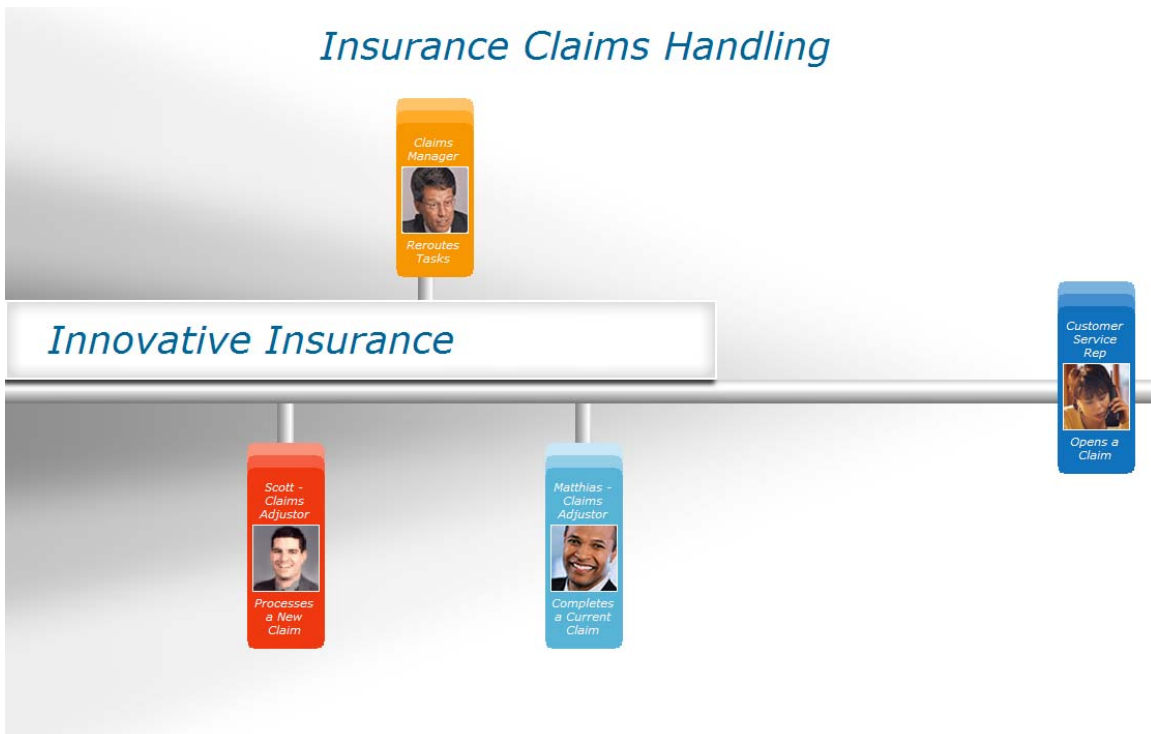 Insurance Claims Handling
Claims
Manager
Reroutes
Tasks
Innovative Insurance
Customer
Service
Rep
Opens a
Claim
Scott -
Claims
Adjustor
Processes
a New
Claim
Matthias -
Claims
Adjustor
Completes
a Current
Claim